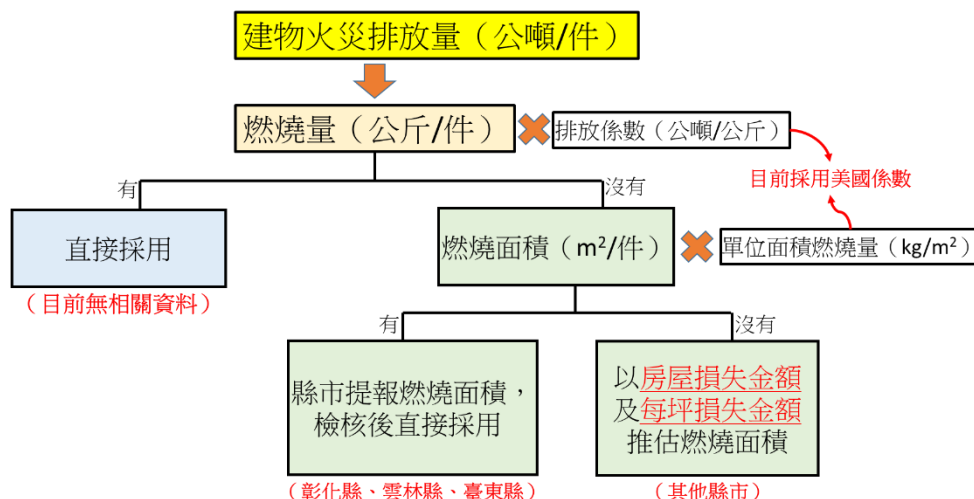 建物火災排放量（公噸/件）
燃燒量（公斤/件）
排放係數（公噸/公斤）
目前採用美國係數
有
沒有
直接採用
（目前無相關資料）
燃燒面積（m²/件）
單位面積燃燒量（kg/m²）
有
沒有
縣市提報燃燒面積，
檢核後直接採用
（彰化縣、雲林縣、臺東縣）
以房屋損失金額
及每坪損失金額
推估燃燒面積
（其他縣市）